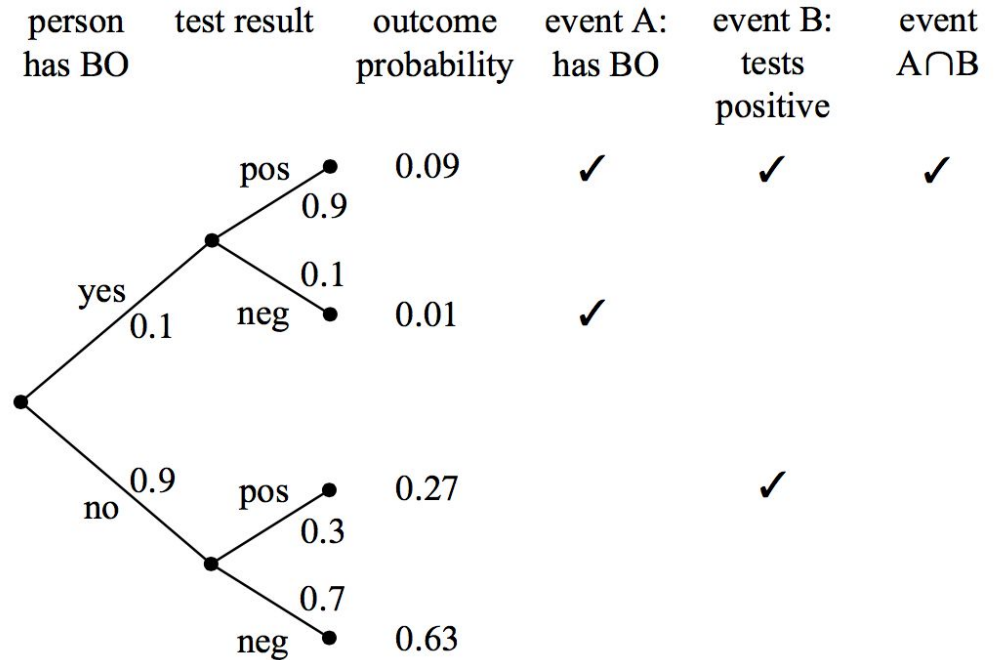 person test result outcome event A: event B: event
has BO probability has BO tests A∩B
positive
pos 0.09 ✓ ✓ ✓
0.9
yes 0.1
0.1 neg 0.01 ✓
0.9 pos 0.27 ✓
no 0.3
0.7
neg 0.63